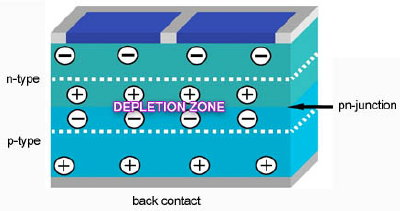 n-type
DEPLETION ZONE
pn-junction
p-type
back contact